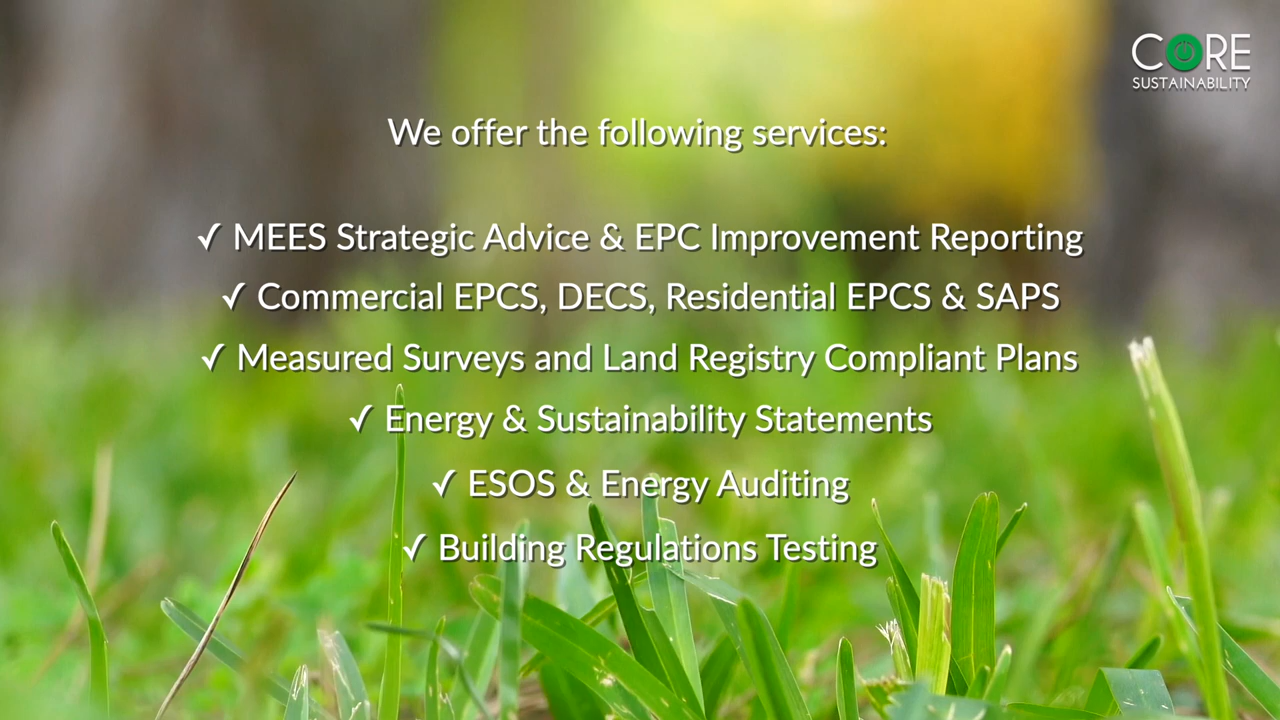 CORE
SUSTAINABILITY
We offer the following services:
✓ MEES Strategic Advice & EPC Improvement Reporting
✓ Commercial EPCS, DECS, Residential EPCS & SAPS
✓ Measured Surveys and Land Registry Compliant Plans
✓ Energy & Sustainability Statements
✓ ESOS & Energy Auditing
✓ Building Regulations Testing